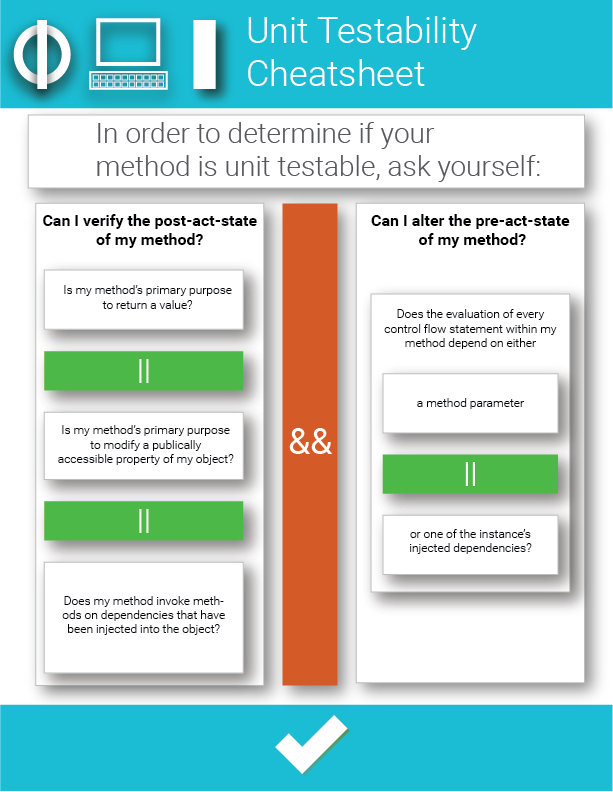 Unit Testability
Cheatsheet
In order to determine if your
method is unit testable, ask yourself:
Can I verify the post-act-state
of my method?
Is my method's primary purpose
to return a value?
||
Is my method's primary purpose
to modify a publically
accessible property of my object?
||
Does my method invoke meth-
ods on dependencies that have
been injected into the object?
&&
Can I alter the pre-act-state
of my method?
Does the evaluation of every
control flow statement within my
method depend on either
a method parameter
||
or one of the instance's
injected dependencies?